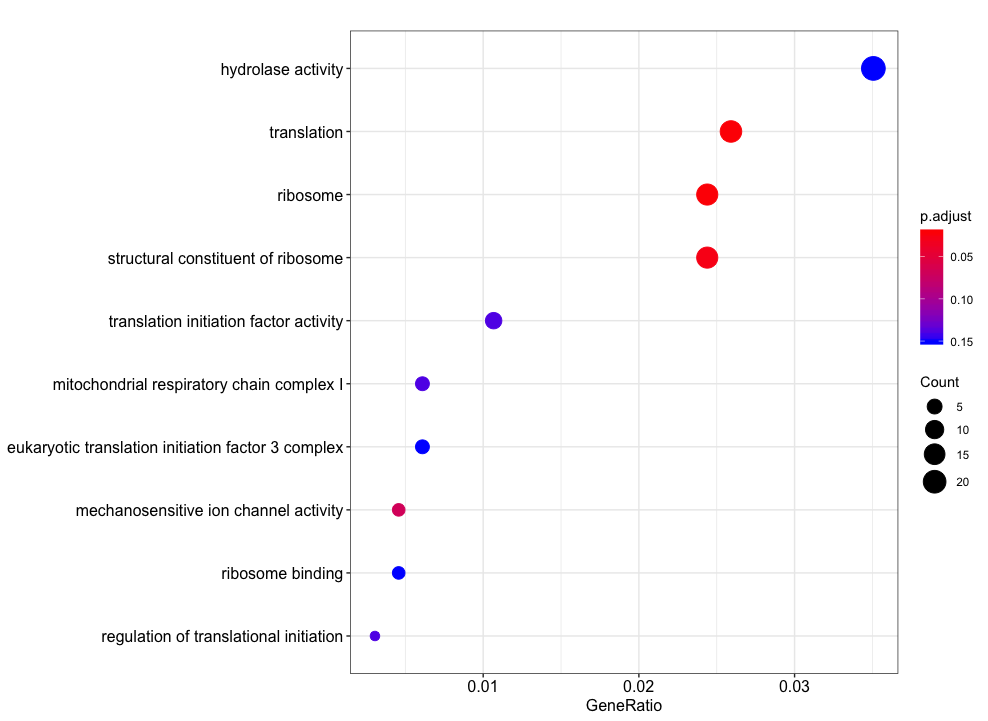 hydrolase activity
translation
ribosome
structural constituent of ribosome
translation initiation factor activity
mitochondrial respiratory chain complex I
eukaryotic translation initiation factor 3 complex
mechanosensitive ion channel activity
ribosome binding
regulation of translational initiation
0.01
0.02
0.03
GeneRatio
p.adjust
0.05
0.10
0.15
Count
5
10
15
20